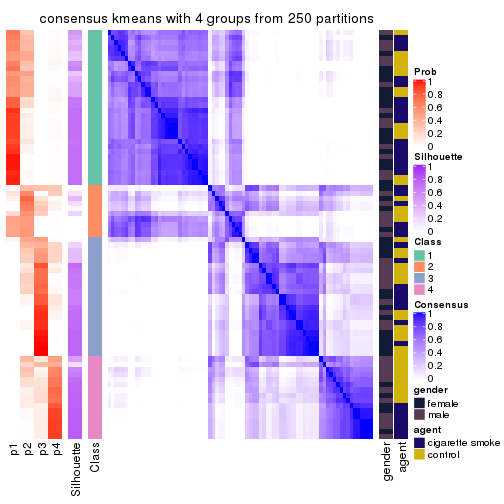 consensus kmeans with 4 groups from 250 partitions
Prob
1
0.8
0.6
0.4
0.2
0
Silhouette
1
0.8
0.6
0.4
0.2
0
Class
1
2
3
4
Consensus
1
0.8
0.6
0.4
0.2
0
gender
female
male
agent
cigarette smoke
control
p1
p2
p3
p4
Silhouette
Class
gender
agent